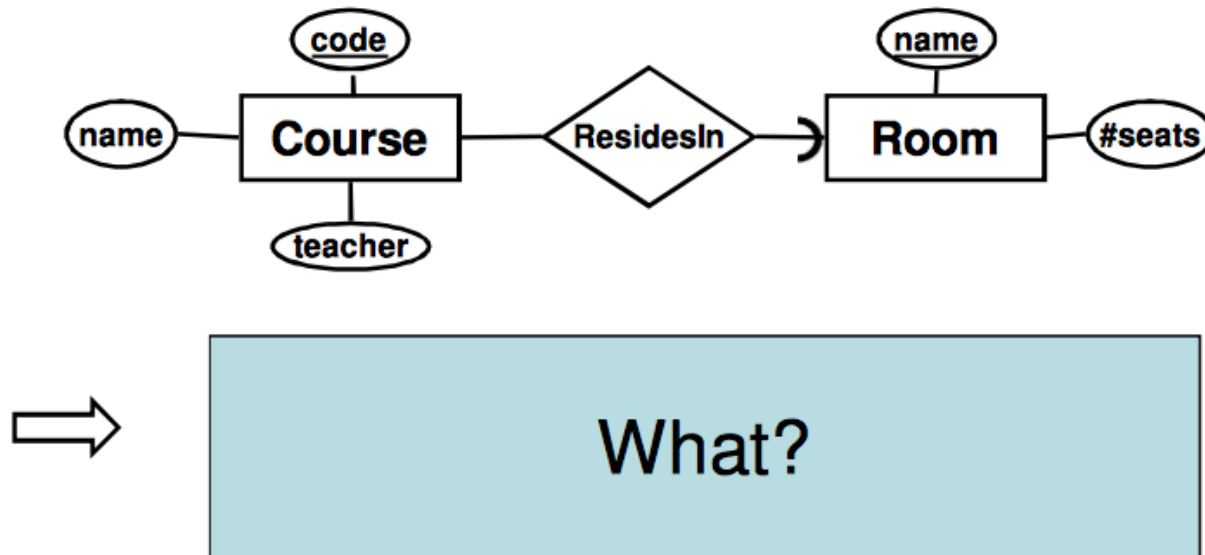 code
name
name
Course
ResidesIn
Room
#seats
teacher
What?